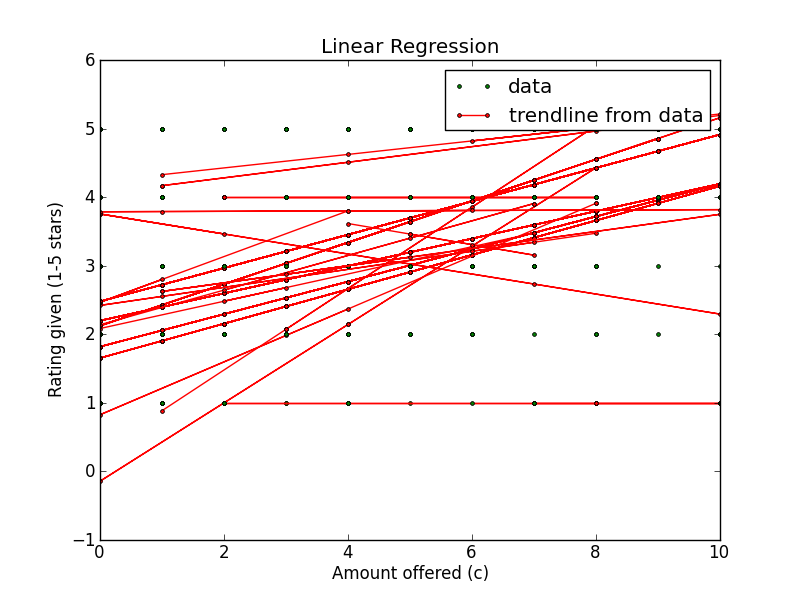 Linear Regression
data
trendline from data
6
5
4
3
2
1
0
−1
Rating given (1-5 stars)
0 2 4 6 8 10
Amount offered (c)